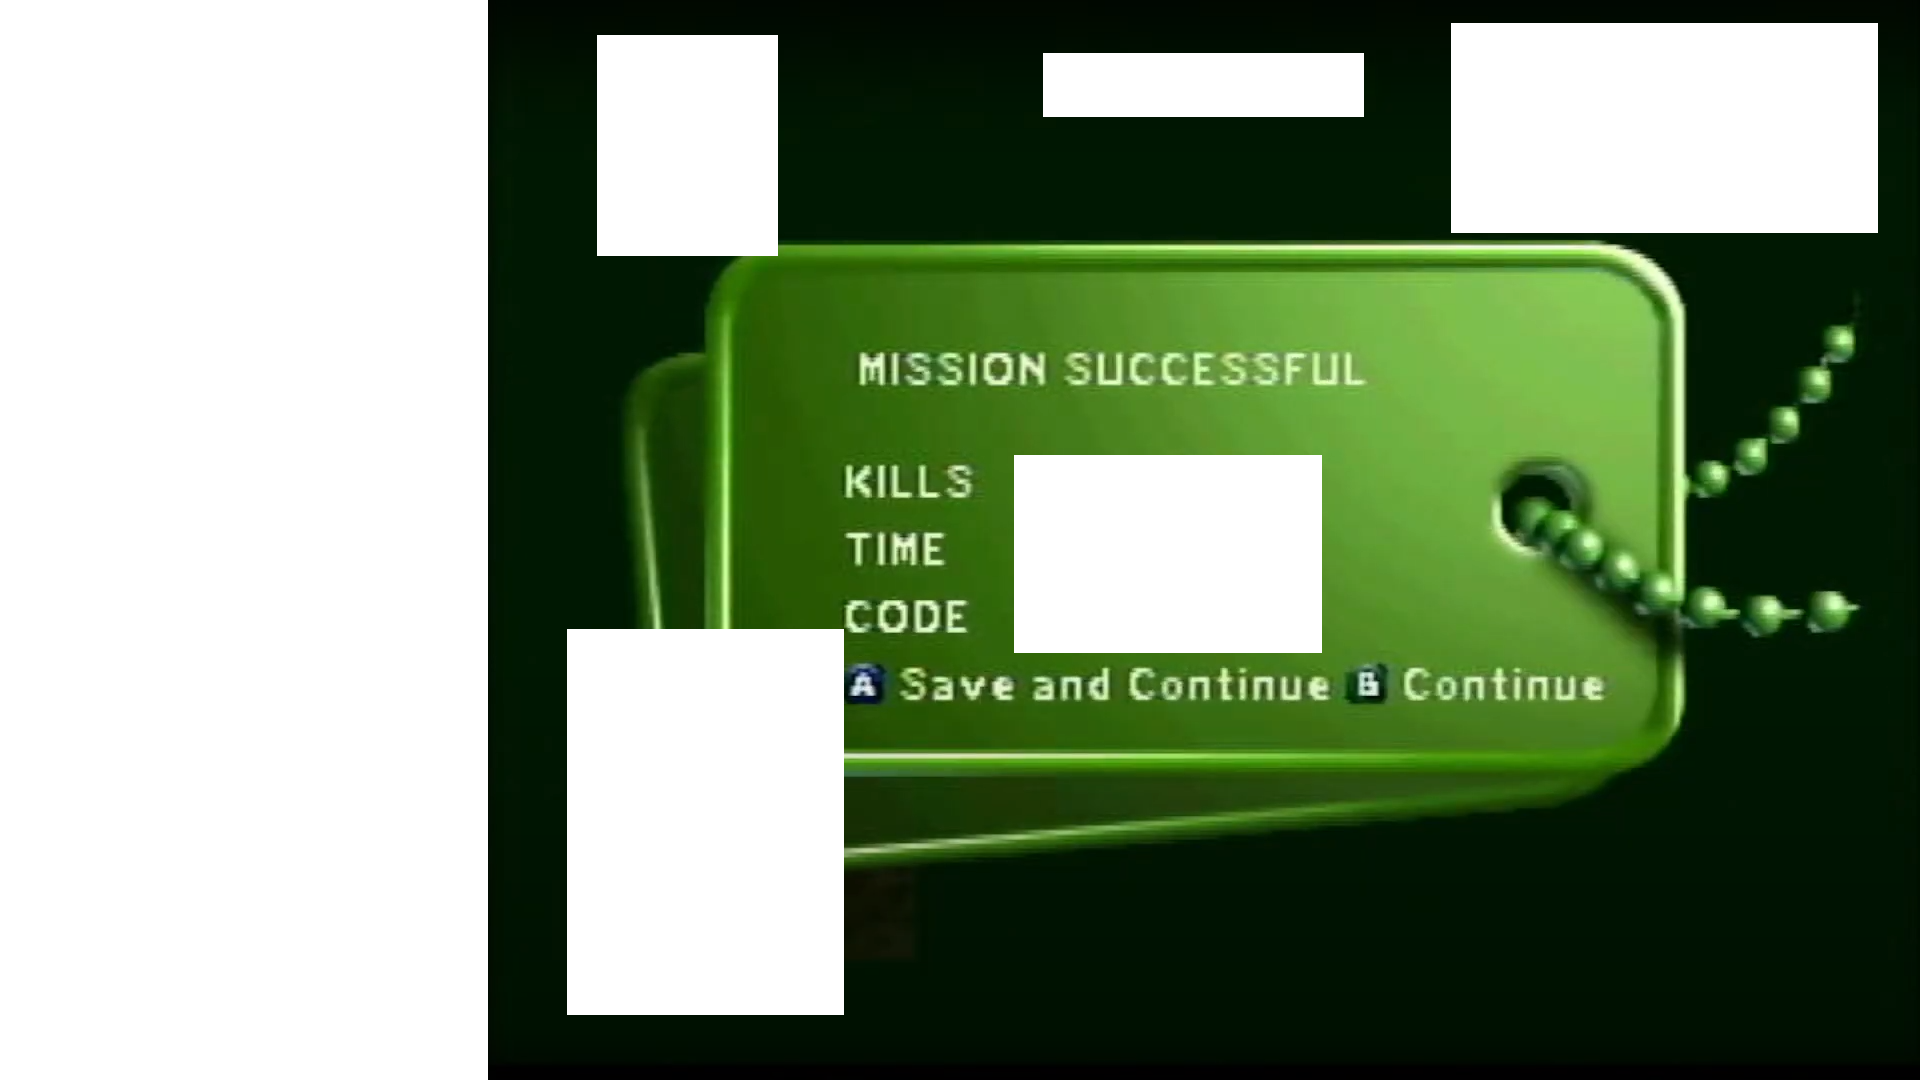 MISSION SUCCESSFUL
KILLS
TIME
CODE
A Save and Continue B Continue